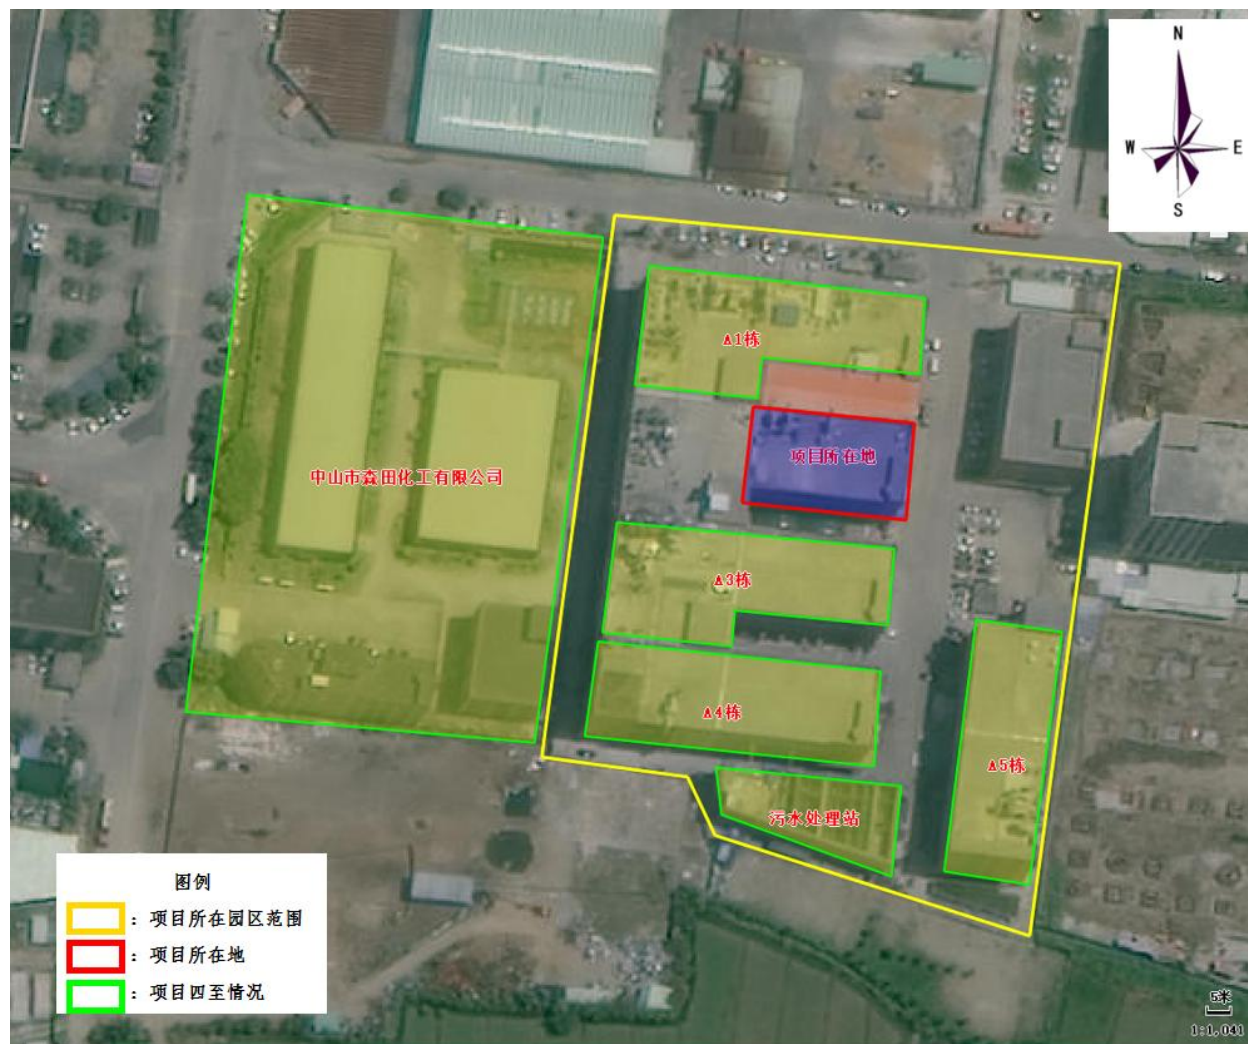 N
W
E
S
A1栋
项目所在地
中山市森田化工有限公司
A3栋
A4栋
A5栋
污水处理站
图例
：项目所在园区范围
：项目所在地
：项目四至情况
5米
1:1,041